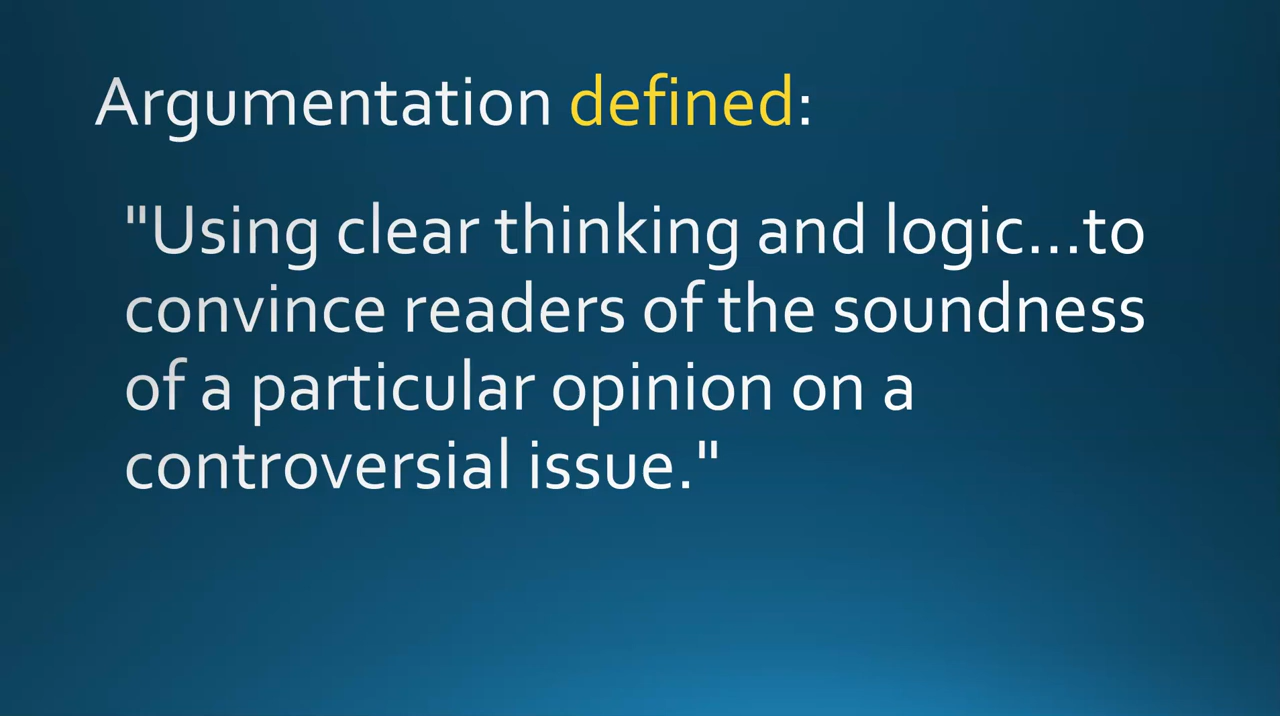 Argumentation defined:
"Using clear thinking and logic...to
convince readers of the soundness
of a particular opinion on a
controversial issue."